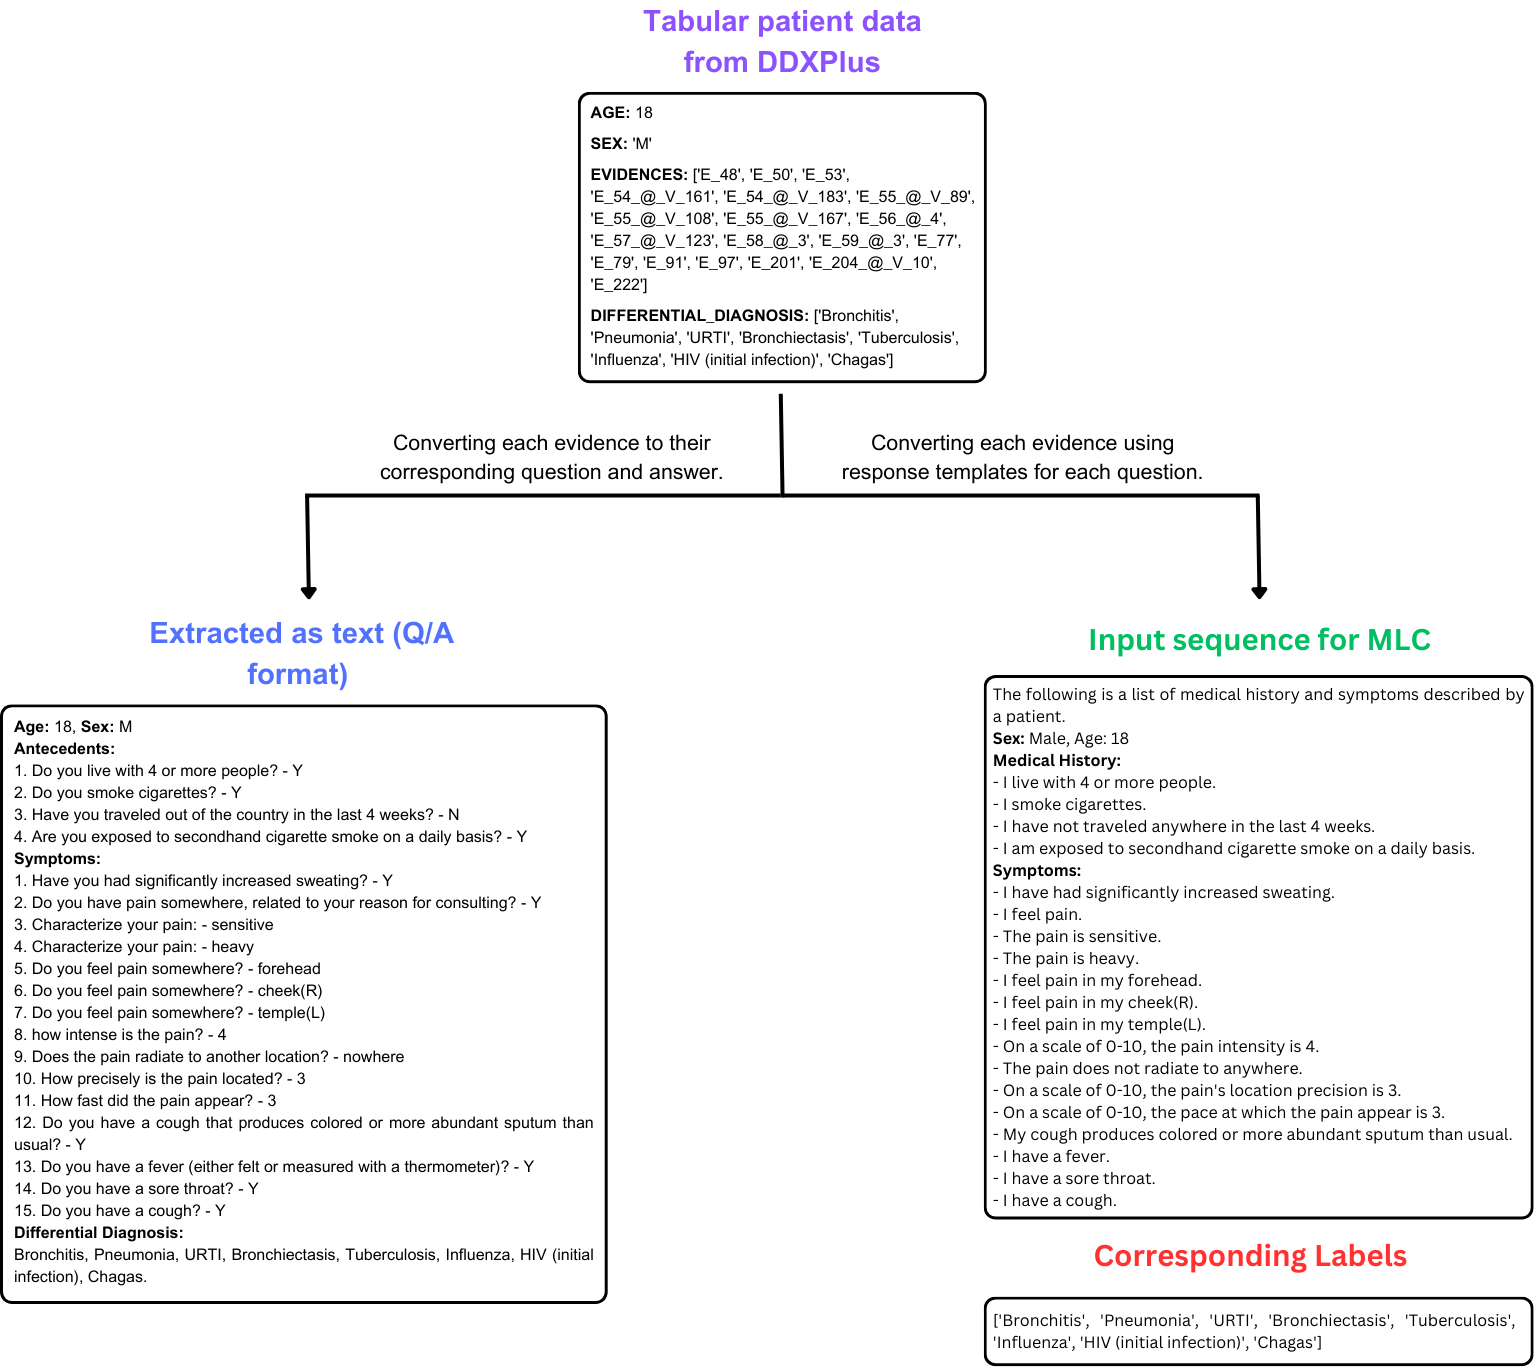 Tabular patient data
from DDXPlus
AGE: 18
SEX: 'M'
EVIDENCES: ['E_48', 'E_50', 'E_53',
'E_54_@_V_161', 'E_54_@_V_183', 'E_55_@_V_89',
'E_55_@_V_108', 'E_55_@_V_167', 'E_56_@_4',
'E_57_@_V_123', 'E_58_@_3', 'E_59_@_3', 'E_77',
'E_79', 'E_91', 'E_97', 'E_201', 'E_204_@_V_10',
'E_222']
DIFFERENTIAL_DIAGNOSIS: ['Bronchitis',
'Pneumonia', 'URTI', 'Bronchiectasis', 'Tuberculosis',
'Influenza', 'HIV (initial infection)', 'Chagas']
Converting each evidence to their
corresponding question and answer.
Converting each evidence using
response templates for each question.
Extracted as text (Q/A
format)
Age: 18, Sex: M
Antecedents:
1. Do you live with 4 or more people? - Y
2. Do you smoke cigarettes? - Y
3. Have you traveled out of the country in the last 4 weeks? - N
4. Are you exposed to secondhand cigarette smoke on a daily basis? - Y
Symptoms:
1. Have you had significantly increased sweating? - Y
2. Do you have pain somewhere, related to your reason for consulting? - Y
3. Characterize your pain: - sensitive
4. Characterize your pain: - heavy
5. Do you feel pain somewhere? - forehead
6. Do you feel pain somewhere? - cheek(R)
7. Do you feel pain somewhere? - temple(L)
8. how intense is the pain? - 4
9. Does the pain radiate to another location? - nowhere
10. How precisely is the pain located? - 3
11. How fast did the pain appear? - 3
12. Do you have a cough that produces colored or more abundant sputum than
usual? - Y
13. Do you have a fever (either felt or measured with a thermometer)? - Y
14. Do you have a sore throat? - Y
15. Do you have a cough? - Y
Differential Diagnosis:
Bronchitis, Pneumonia, URTI, Bronchiectasis, Tuberculosis, Influenza, HIV (initial
infection), Chagas.
Input sequence for MLC
The following is a list of medical history and symptoms described by
a patient.
Sex: Male, Age: 18
Medical History:
- I live with 4 or more people.
- I smoke cigarettes.
- I have not traveled anywhere in the last 4 weeks.
- I am exposed to secondhand cigarette smoke on a daily basis.
Symptoms:
- I have had significantly increased sweating.
- I feel pain.
- The pain is sensitive.
- The pain is heavy.
- I feel pain in my forehead.
- I feel pain in my cheek(R).
- I feel pain in my temple(L).
- On a scale of 0-10, the pain intensity is 4.
- The pain does not radiate to anywhere.
- On a scale of 0-10, the pain's location precision is 3.
- On a scale of 0-10, the pace at which the pain appear is 3.
- My cough produces colored or more abundant sputum than usual.
- I have a fever.
- I have a sore throat.
- I have a cough.
Corresponding Labels
['Bronchitis', 'Pneumonia', 'URTI', 'Bronchiectasis', 'Tuberculosis',
'Influenza', 'HIV (initial infection)', 'Chagas']